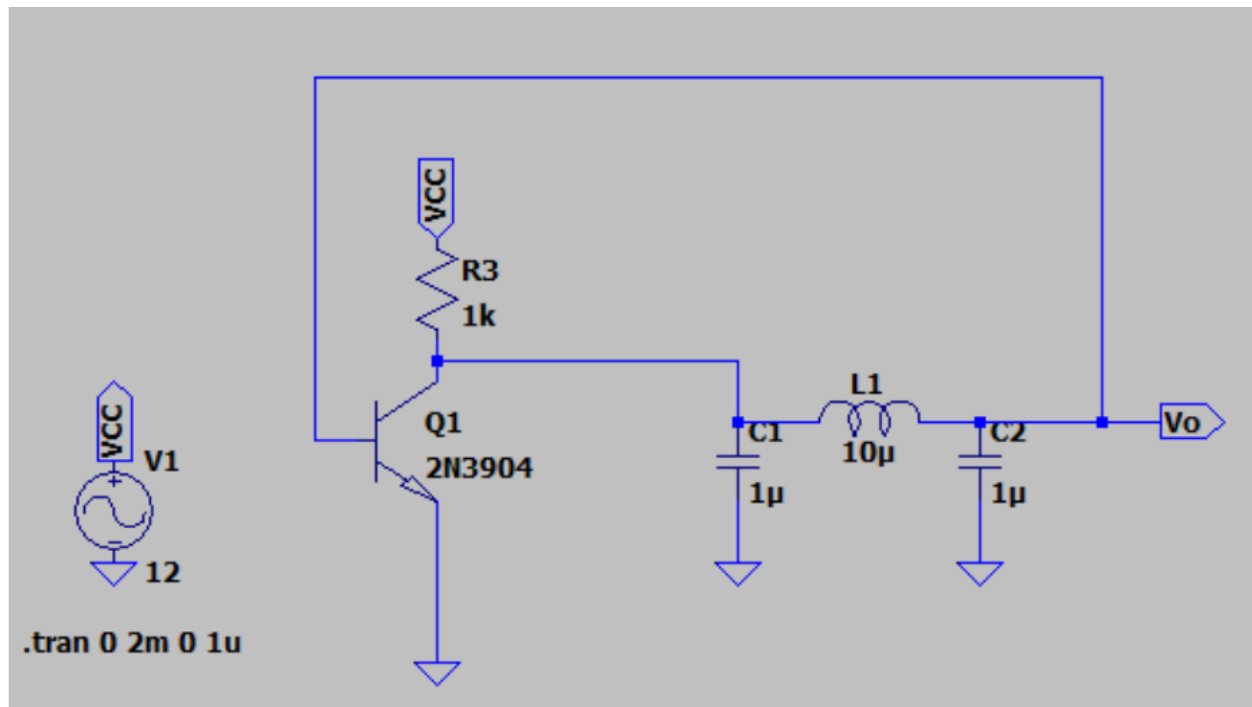 VCC
R3
1k
Q1
2N3904
L1
10µ
C1
1µ
C2
1µ
Vo
VCC
V1
12
.tran 0 2m 0 1u